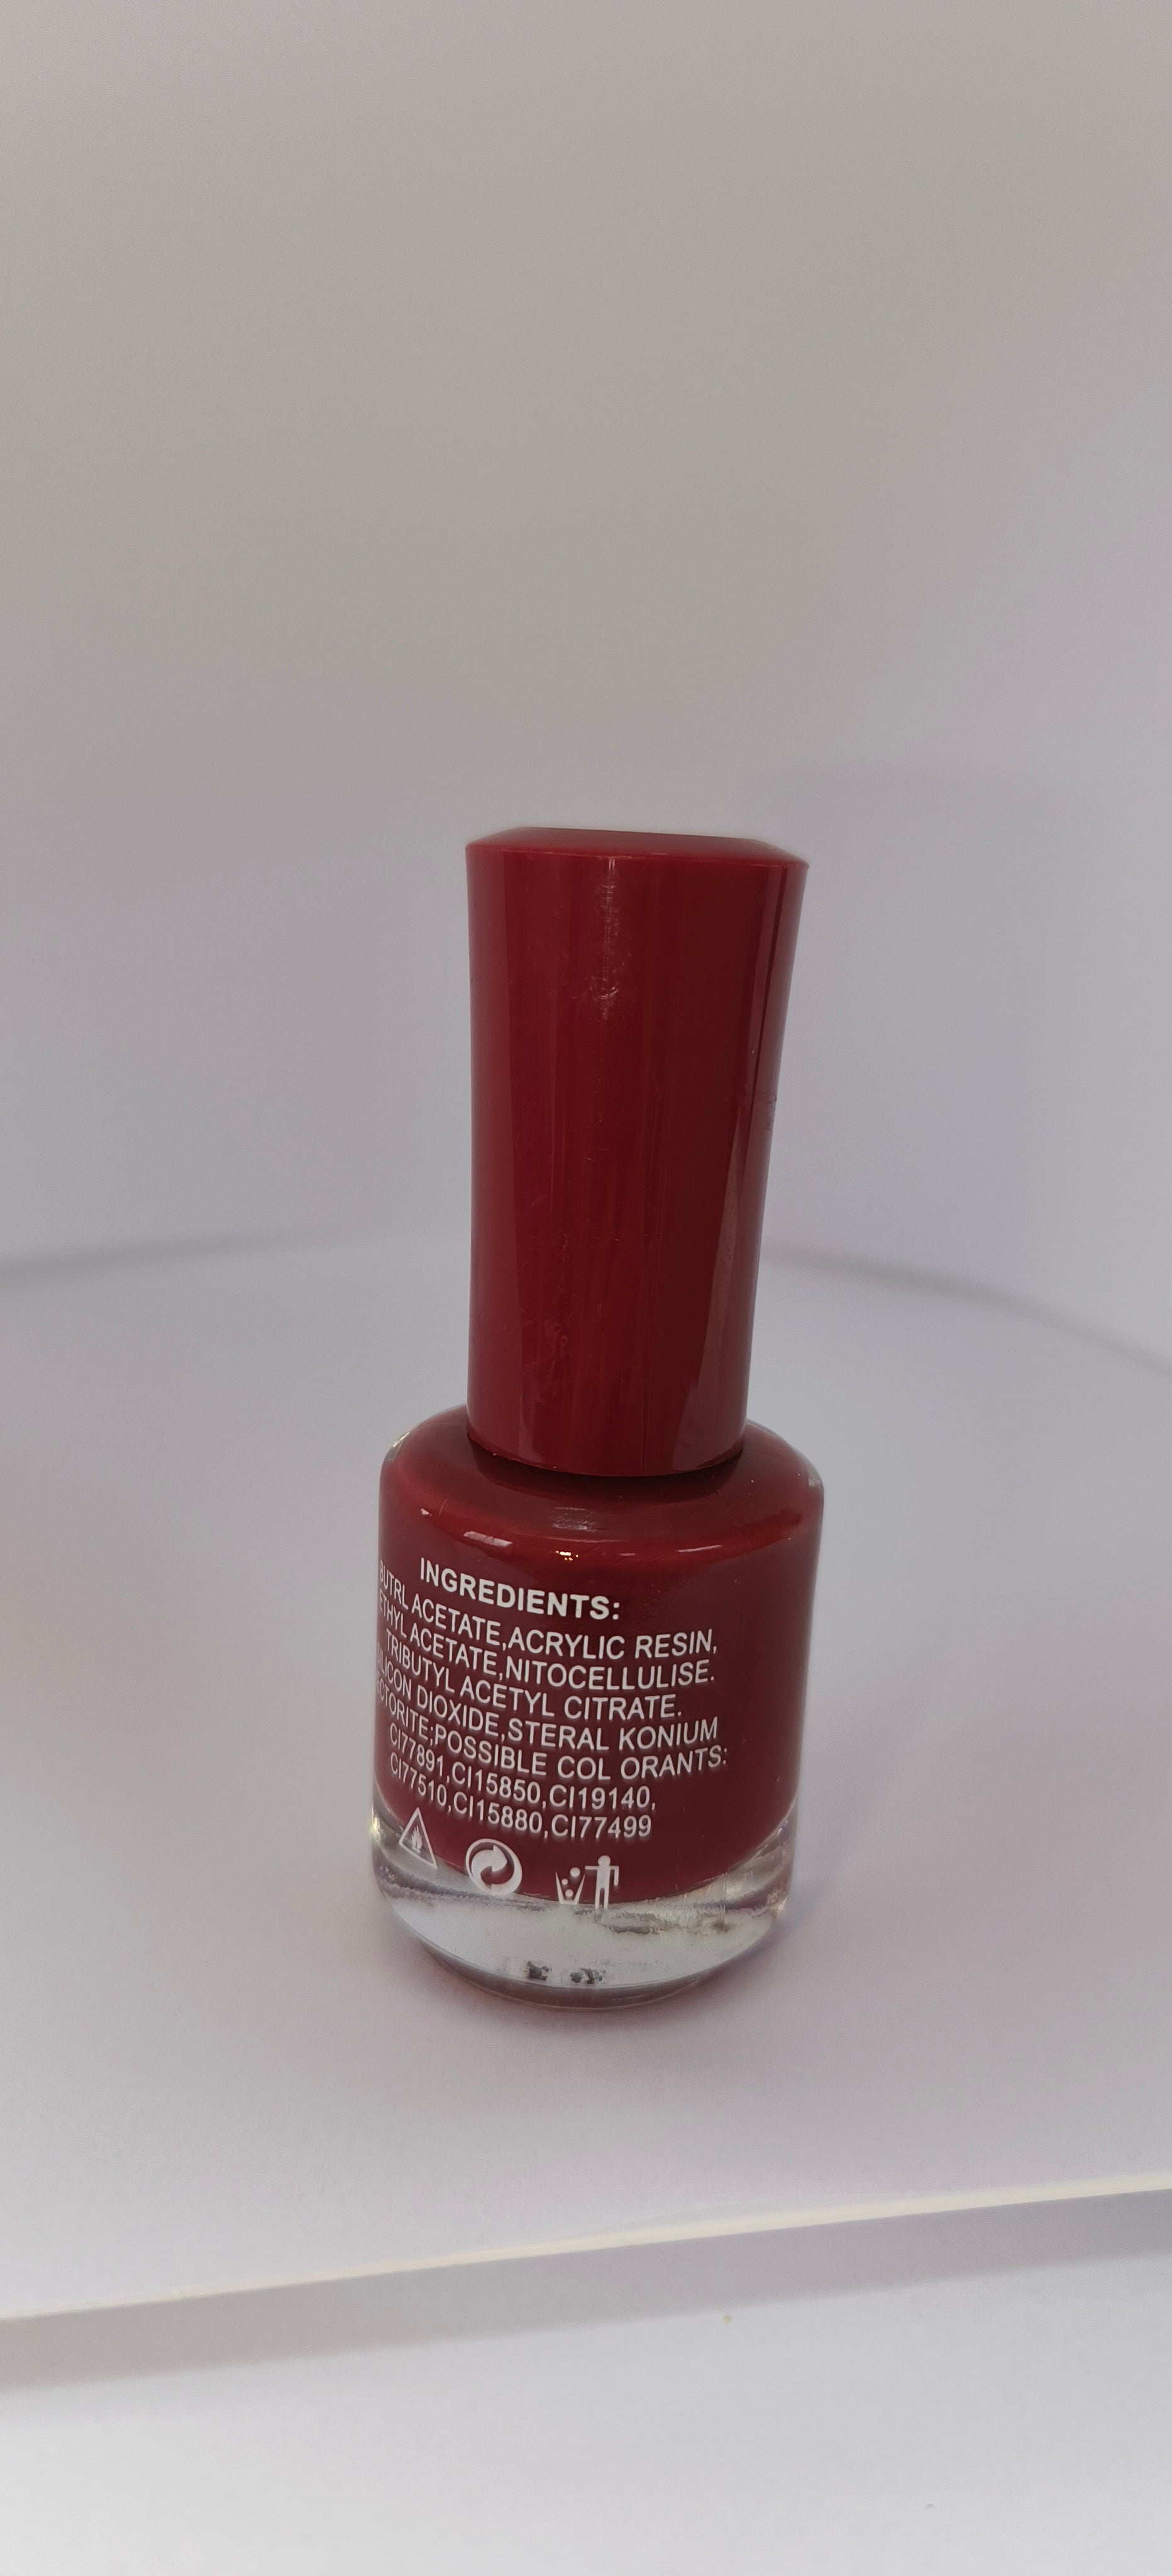 INGREDIENTS:
BUTRL ACETATE,ACRYLIC RESIN,
ETHYL ACETATE,NITOCELLULISE.
TRIBUTYL ACETYL CITRATE.
SILICON DIOXIDE,STERAL KONIUM
ECTORITE;POSSIBLE COL ORANTS:
CI77891,CI15850,CI19140,
CI77510,CI15880,CI77499